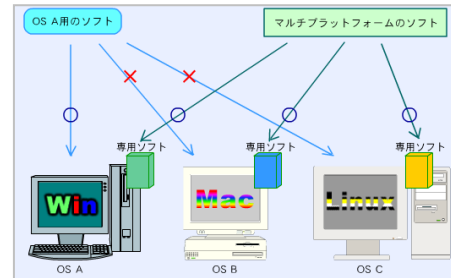 OS A用のソフト
マルチプラットフォームのソフト
専用ソフト
専用ソフト
専用ソフト
Win
Mac
Linux
OS A
OS B
OS C